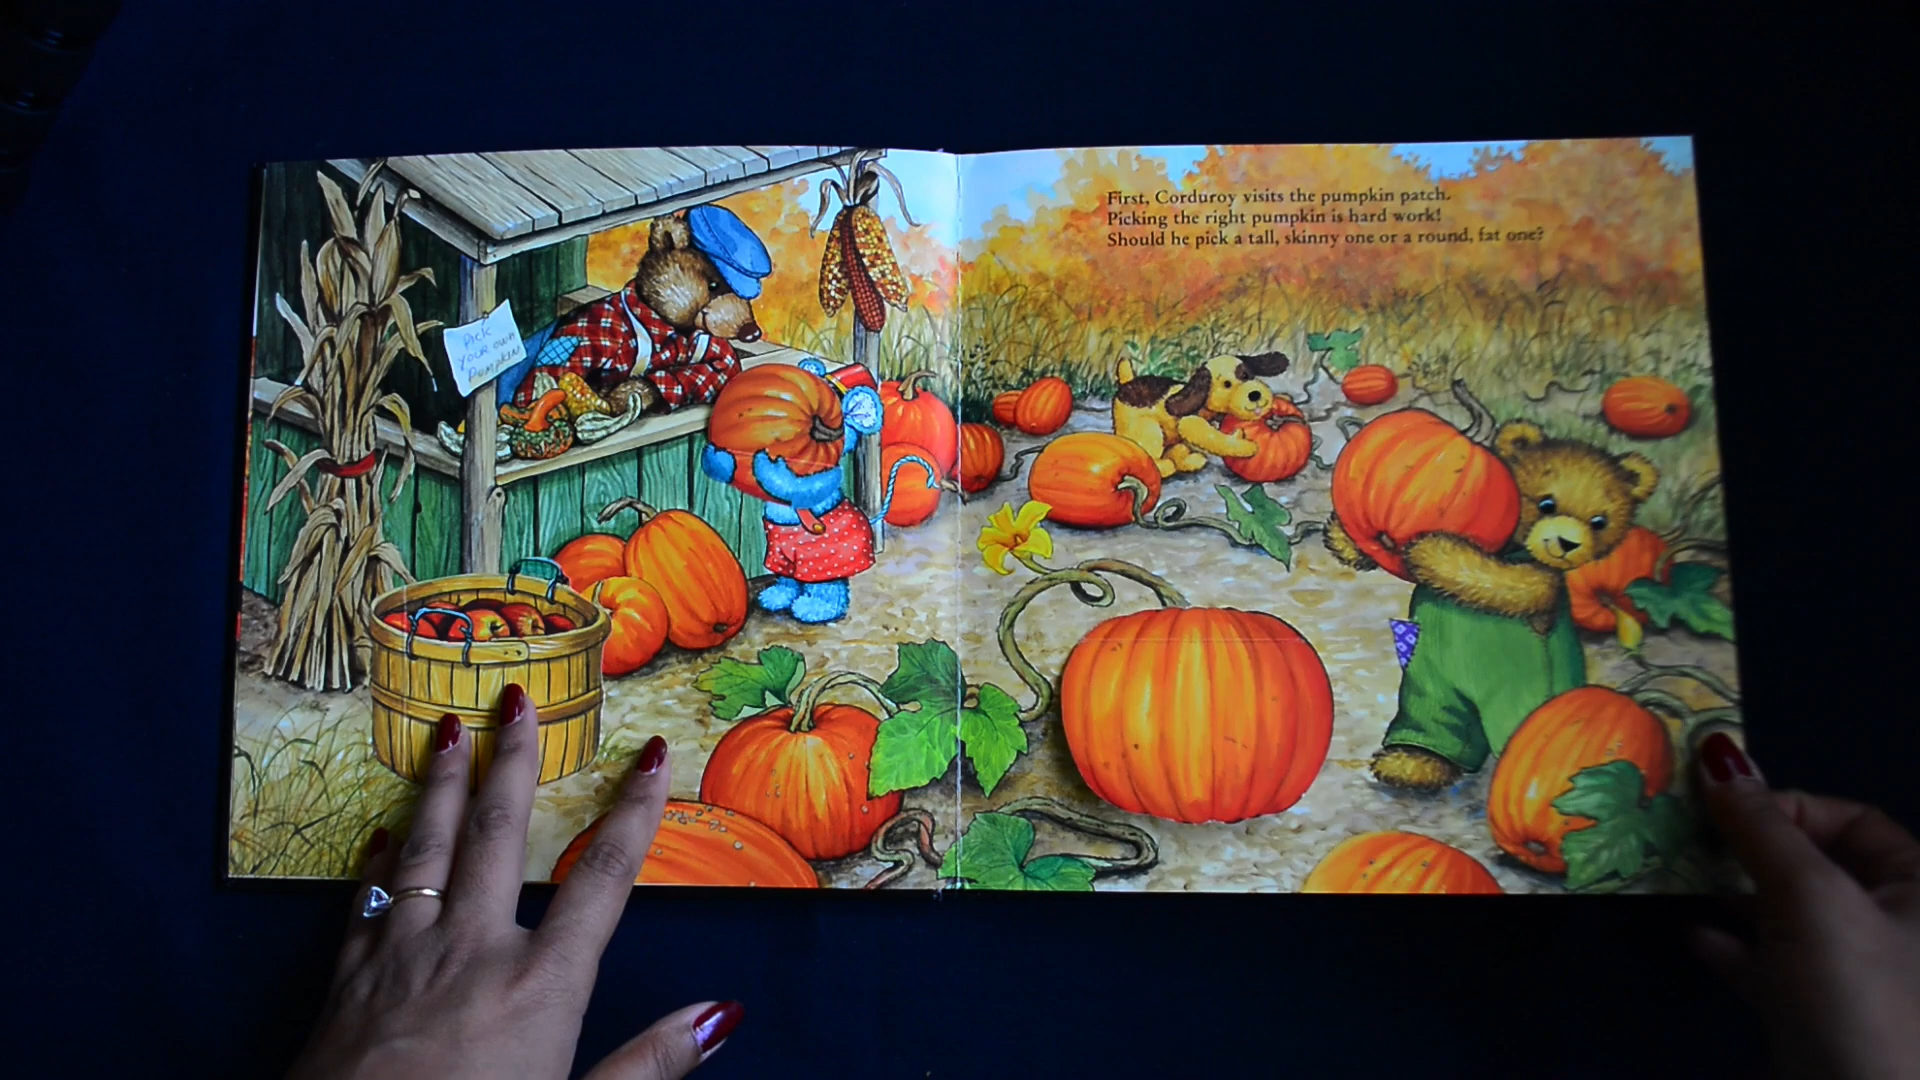 PiCK
YOUR OWN
PUMPKIN
First, Corduroy visits the pumpkin patch.
Picking the right pumpkin is hard work!
Should he pick a tall, skinny one or a round, fat one?